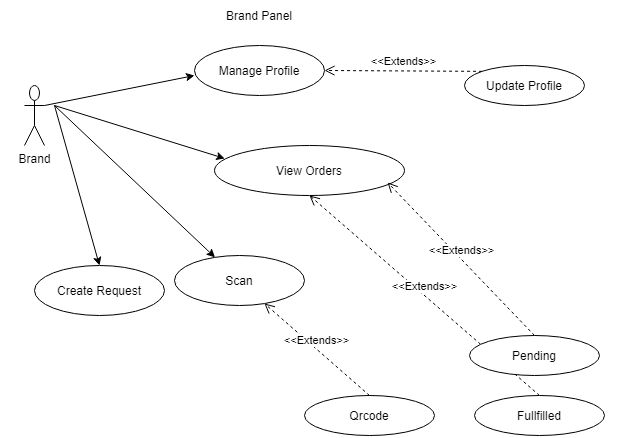 Brand Panel
<<Extends>>
Manage Profile
Update Profile
Brand
View Orders
<<Extends>>
Create Request
Scan
<<Extends>>
<<Extends>>
Pending
Qrcode
Fullfilled